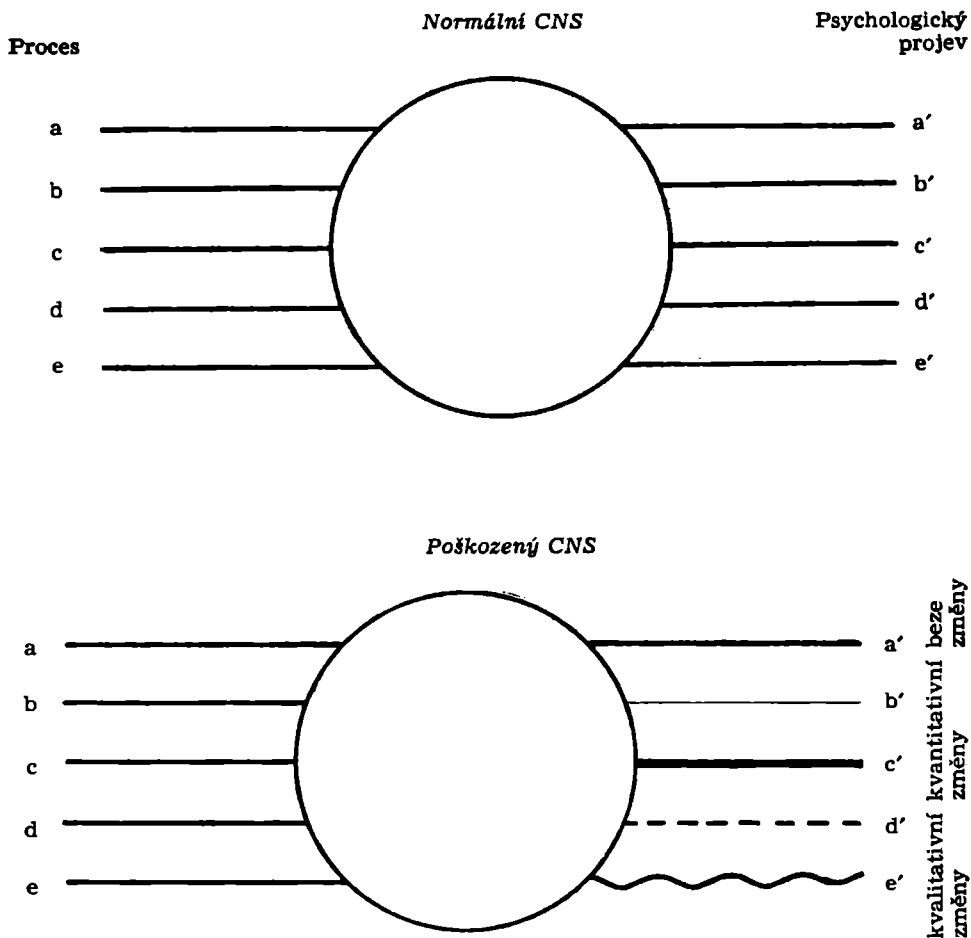 Normální CNS
Proces
Psychologický
projev
a
a′
b
b′
c
c′
d
d′
e
e′
Poškozený CNS
a
a′
b
b′
c
c′
d
d′
e
e′
beze
změny
kvantitativní
změny
kvalitativní
změny